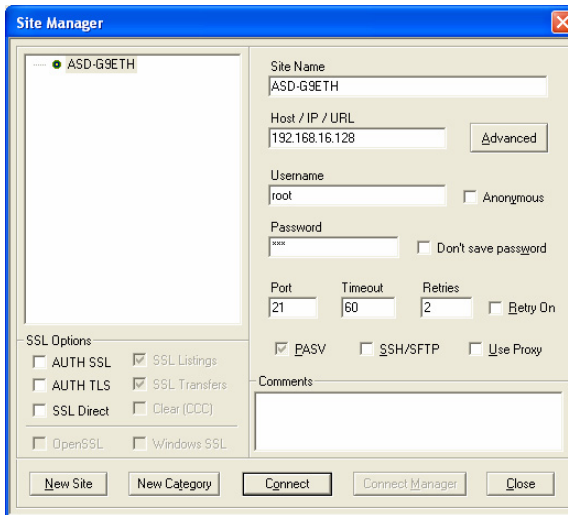 Site Manager
ASD-G9ETH
Site Name
ASD-G9ETH
Host / IP / URL
192.168.16.128
Advanced
Username
root
Anonymous
Password
***
Don't save password
Port Timeout Retries
21 60 2 Retry On
PASV SSH/SFTP Use Proxy
SSL Options
AUTH SSL SSL Listings
AUTH TLS SSL Transfers
SSL Direct Clear (CCC)
OpenSSL Windows SSL
Comments
New Site New Category Connect Connect Manager Close